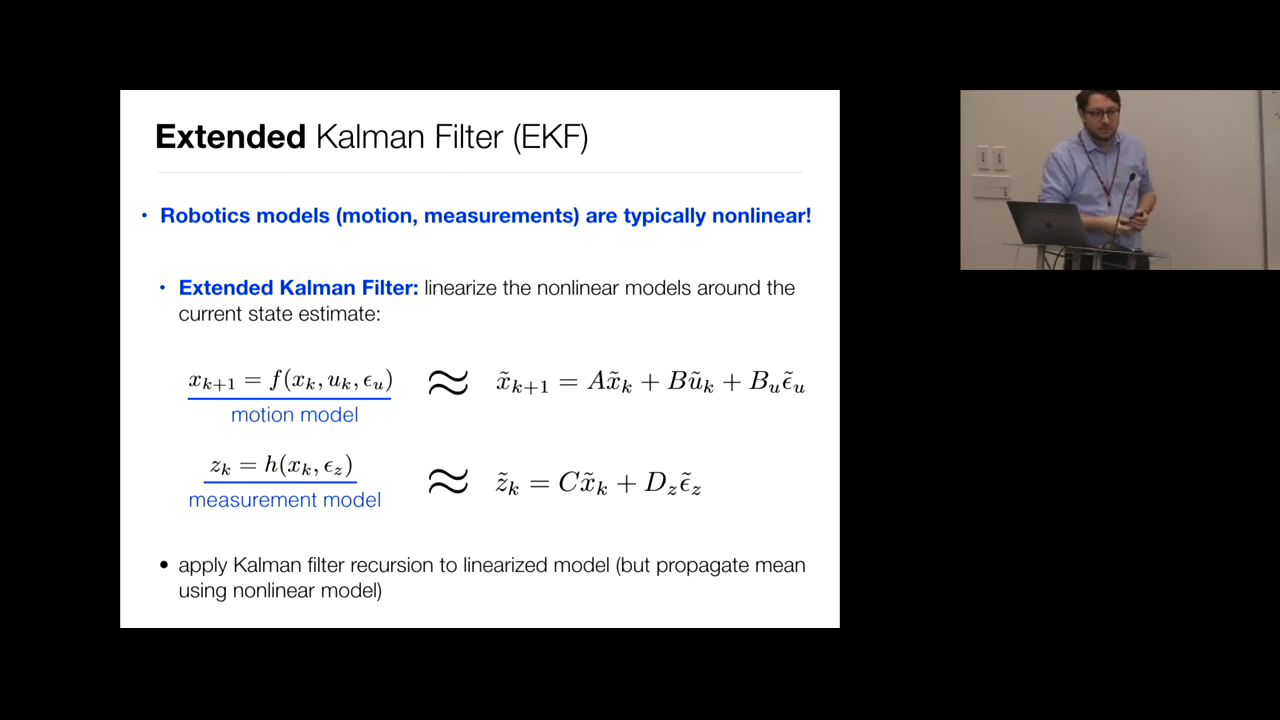 Extended Kalman Filter (EKF)
• Robotics models (motion, measurements) are typically nonlinear!
• Extended Kalman Filter: linearize the nonlinear models around the
current state estimate:
x_{k+1} = f(x_k, u_k, ϵ_u) ≈ x̃_{k+1} = Ax̃_k + Bũ_k + B_u ϵ̃_u
motion model
z_k = h(x_k, ϵ_z) ≈ z̃_k = Cx̃_k + D_z ϵ̃_z
measurement model
• apply Kalman filter recursion to linearized model (but propagate mean
using nonlinear model)